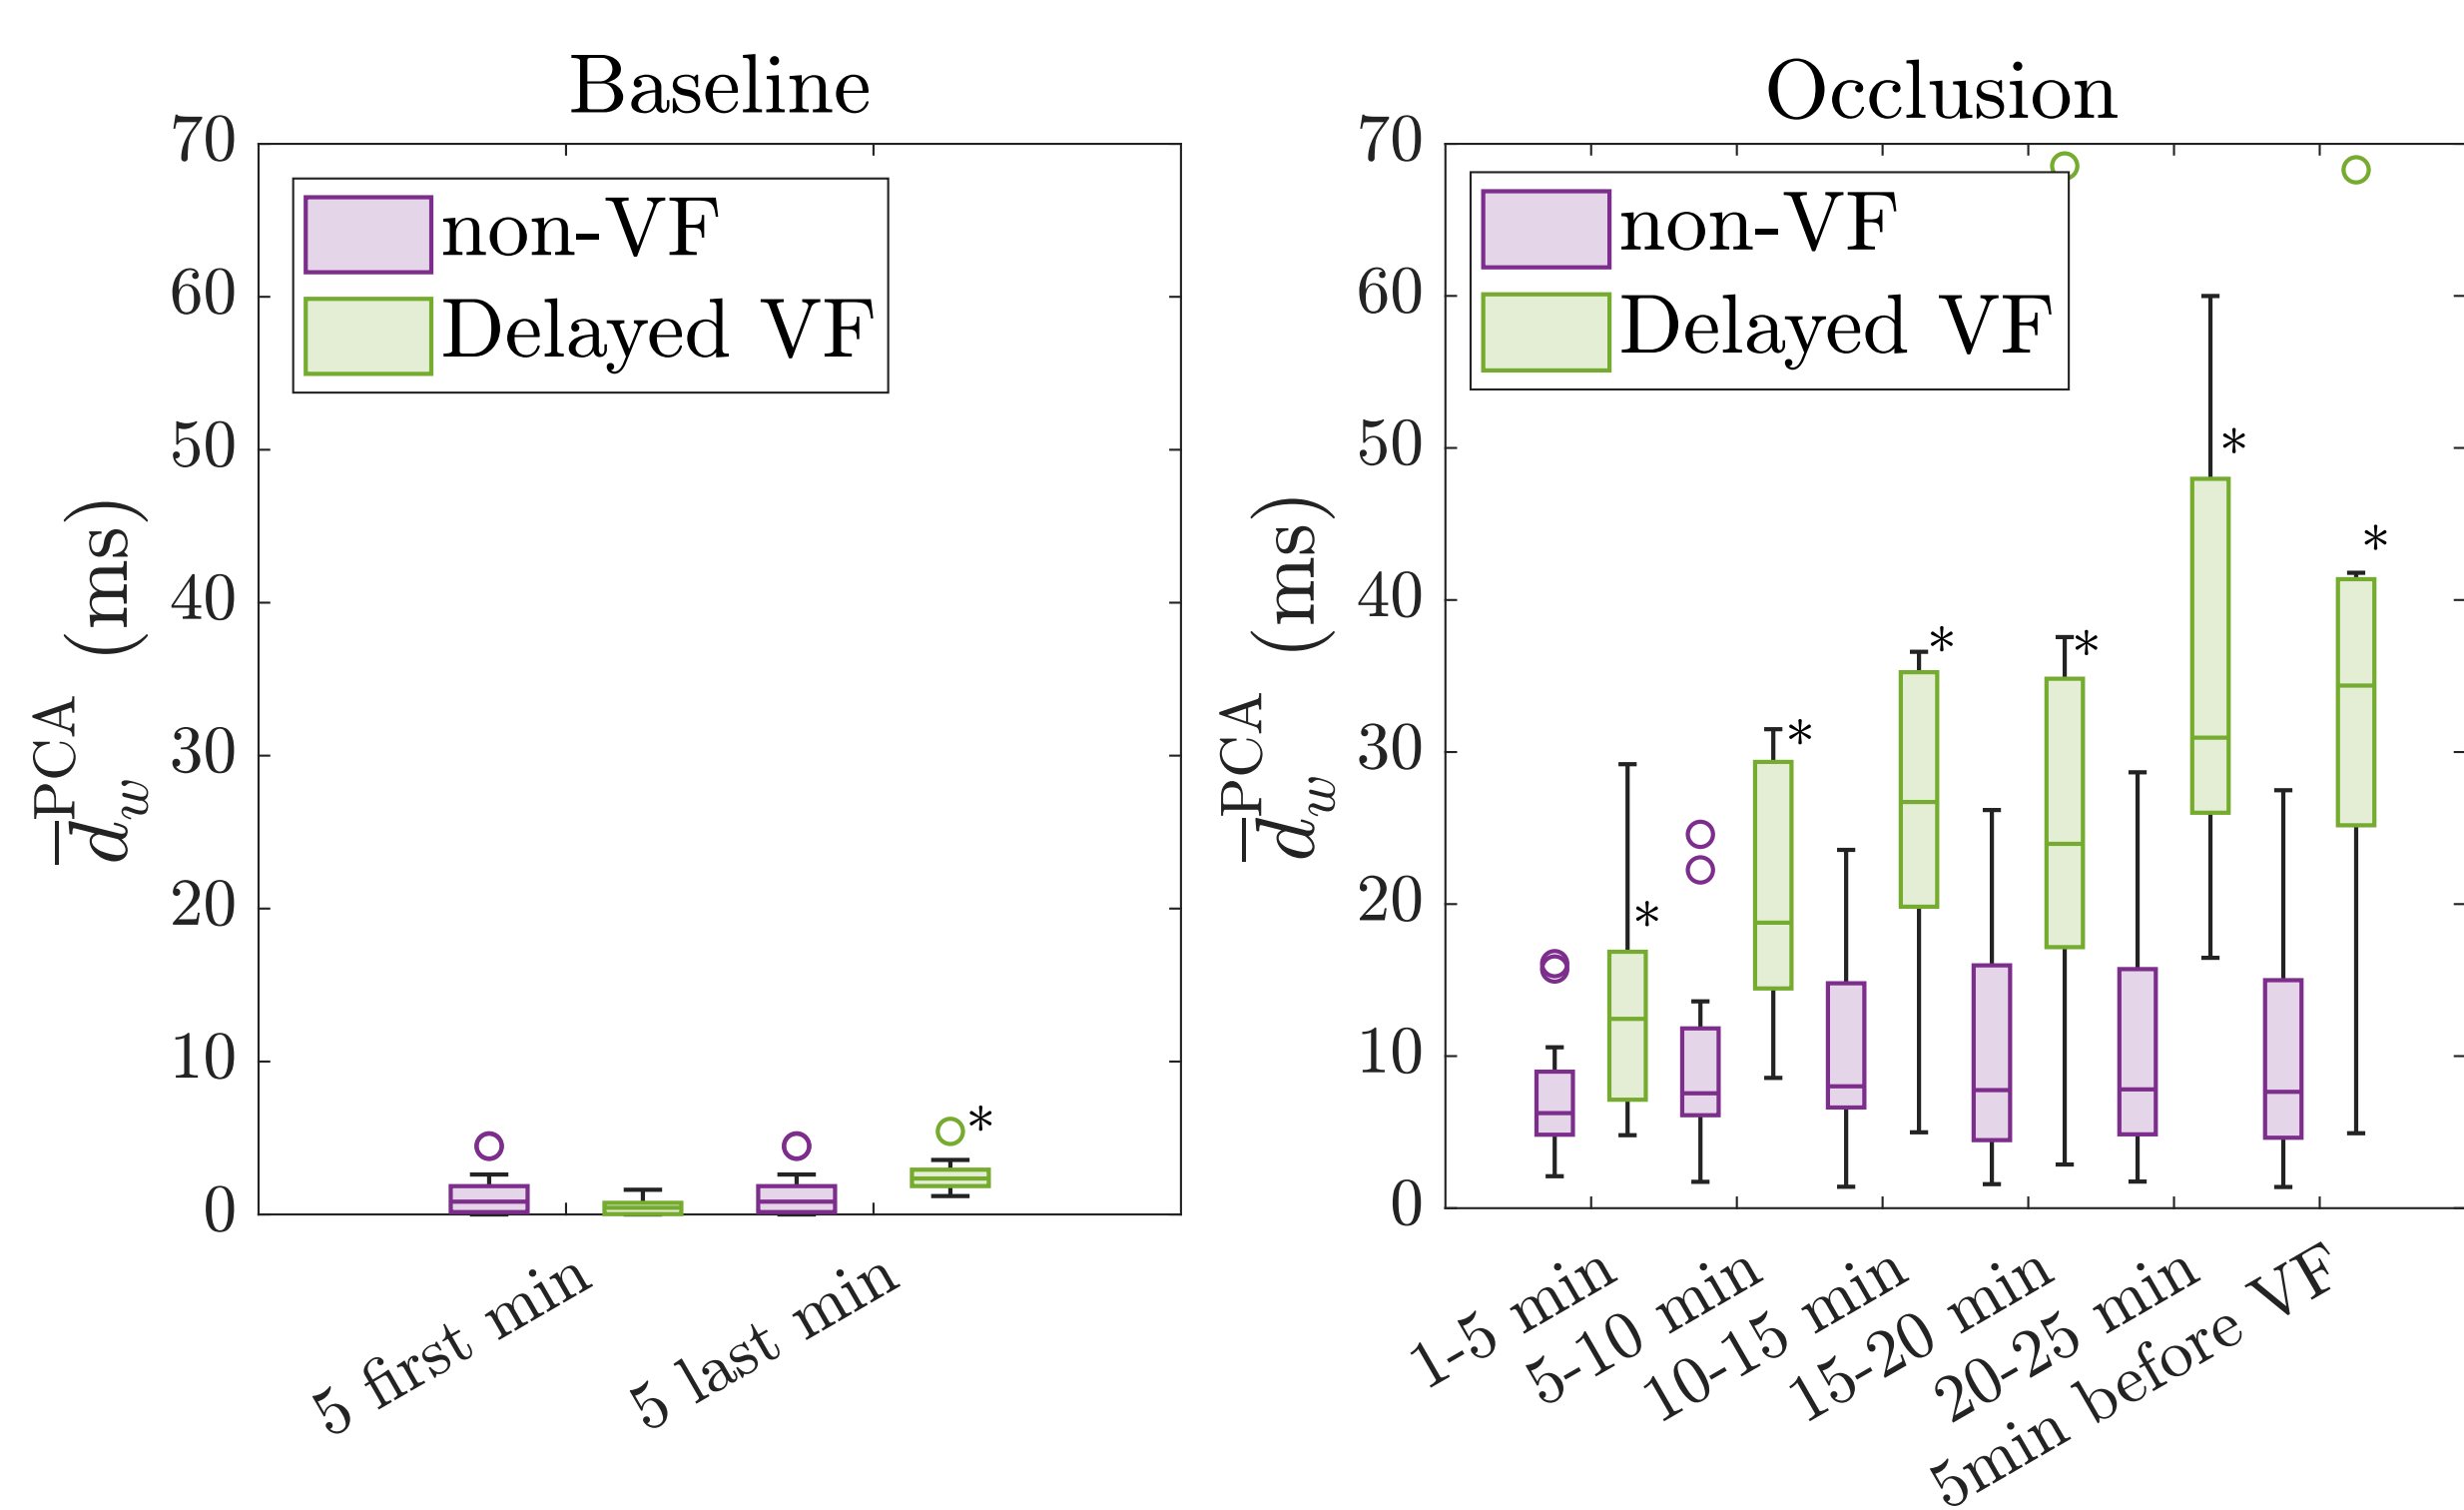 Baseline
70
60
50
40
30
20
10
0
non-VF
Delayed VF
*
d̅_w^PCA (ms)
5 first min
5 last min
Occlusion
70
60
50
40
30
20
10
0
non-VF
Delayed VF
*
*
*
*
*
*
d̅_w^PCA (ms)
1-5 min
5-10 min
10-15 min
15-20 min
20-25 min
5min before VF